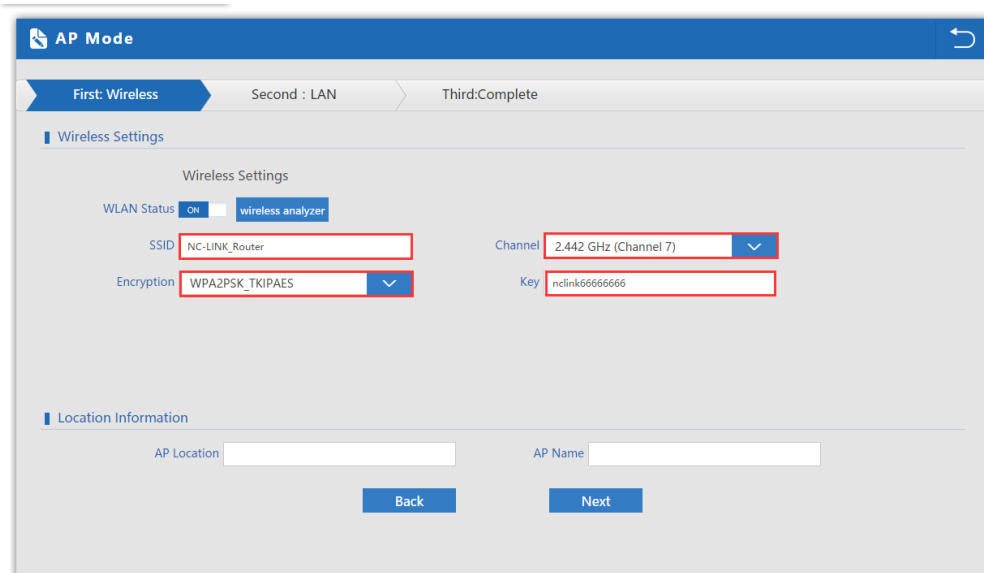 AP Mode
First: Wireless Second : LAN Third:Complete
Wireless Settings
Wireless Settings
WLAN Status ON wireless analyzer
SSID NC-LINK_Router Channel 2.442 GHz (Channel 7)
Encryption WPA2PSK_TKIPAES Key nclink66666666
Location Information
AP Location AP Name
Back Next